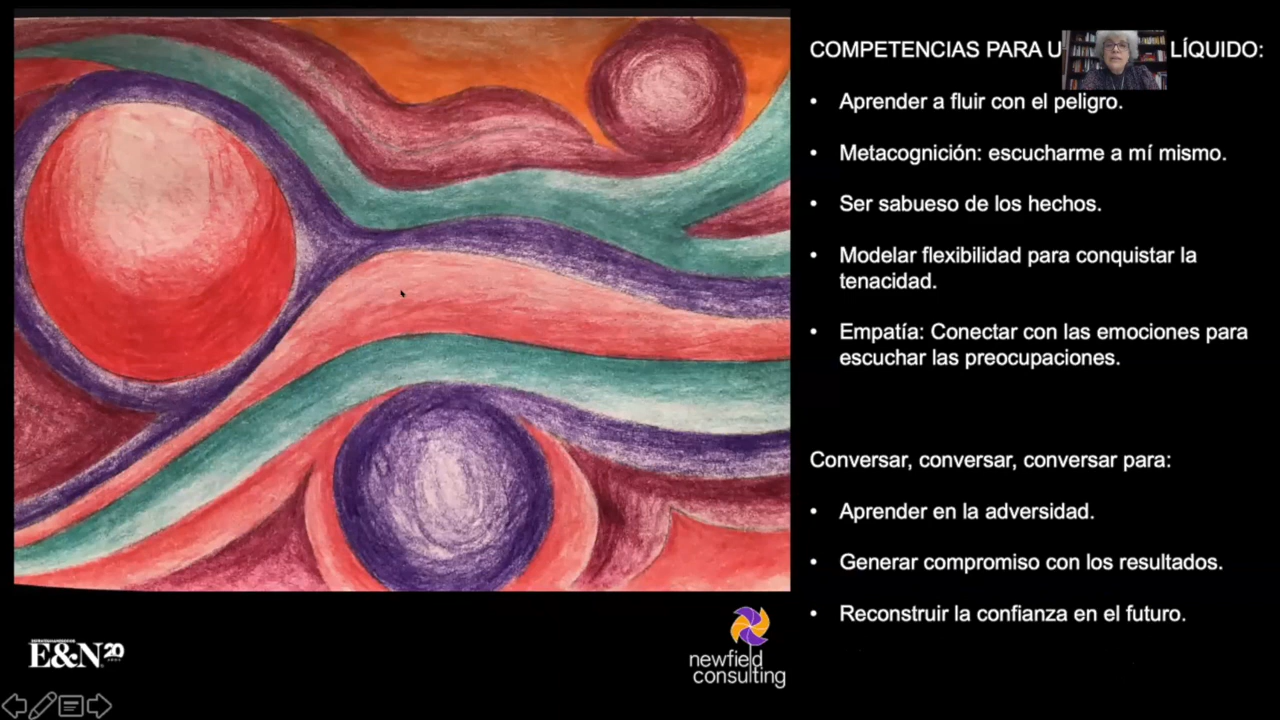 COMPETENCIAS PARA U LÍQUIDO:
• Aprender a fluir con el peligro.
• Metacognición: escucharme a mí mismo.
• Ser sabueso de los hechos.
• Modelar flexibilidad para conquistar la
tenacidad.
• Empatía: Conectar con las emociones para
escuchar las preocupaciones.
Conversar, conversar, conversar para:
• Aprender en la adversidad.
• Generar compromiso con los resultados.
• Reconstruir la confianza en el futuro.
E&N 20
newfield
consulting